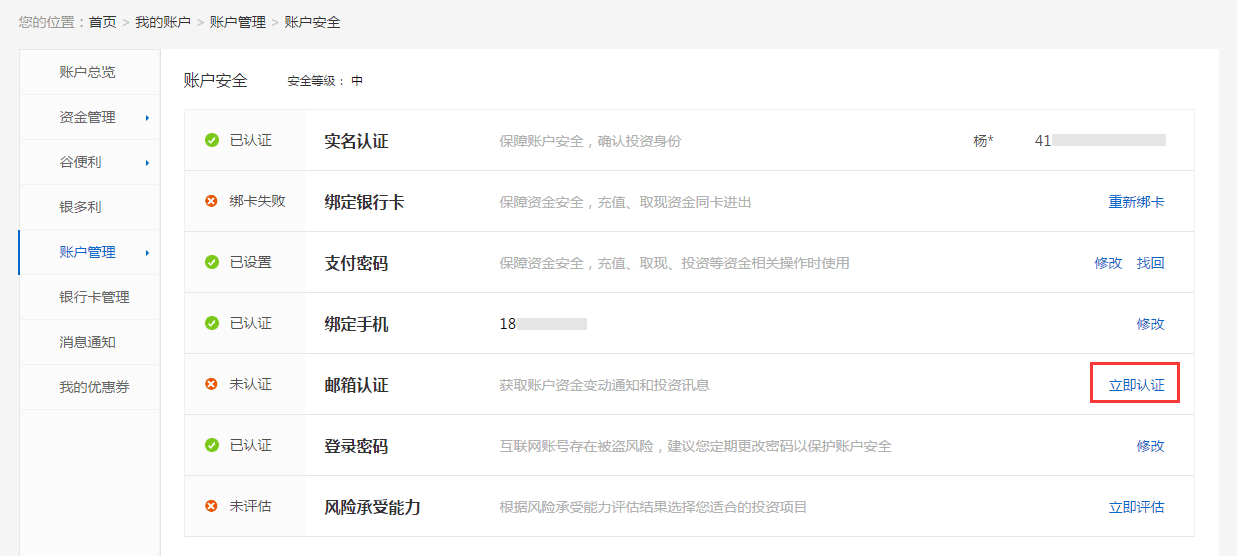 您的位置：首页 > 我的账户 > 账户管理 > 账户安全
账户总览
资金管理
谷便利
银多利
账户管理
银行卡管理
消息通知
我的优惠券
账户安全 安全等级： 中
已认证 实名认证 保障账户安全，确认投资身份 杨* 41
绑卡失败 绑定银行卡 保障资金安全，充值、取现资金同卡进出 重新绑卡
已设置 支付密码 保障资金安全，充值、取现、投资等资金相关操作时使用 修改 找回
已认证 绑定手机 18 修改
未认证 邮箱认证 获取账户资金变动通知和投资讯息 立即认证
已认证 登录密码 互联网账号存在被盗风险，建议您定期更改密码以保护账户安全 修改
未评估 风险承受能力 根据风险承受能力评估结果选择您适合的投资项目 立即评估